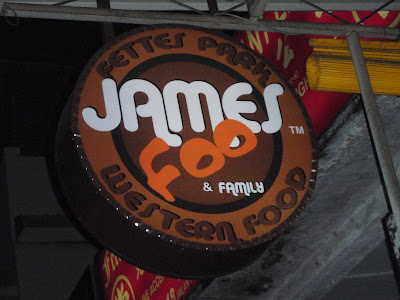 FETTES PARK
JAMES
FOO
TM
& FAMILY
WESTERN FOOD